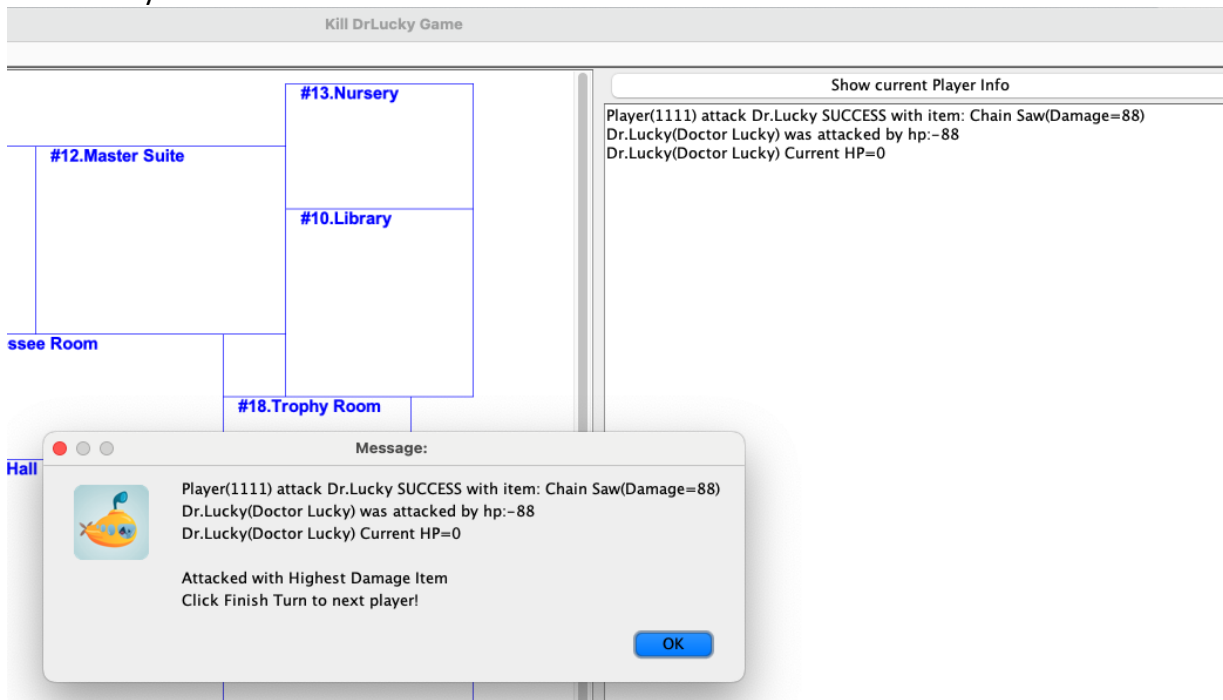 Kill DrLucky Game
#13.Nursery
#12.Master Suite
#10.Library
ssee Room
#18.Trophy Room
Hall
Show current Player Info
Player(1111) attack Dr.Lucky SUCCESS with item: Chain Saw(Damage=88)
Dr.Lucky(Doctor Lucky) was attacked by hp:-88
Dr.Lucky(Doctor Lucky) Current HP=0
Message:
Player(1111) attack Dr.Lucky SUCCESS with item: Chain Saw(Damage=88)
Dr.Lucky(Doctor Lucky) was attacked by hp:-88
Dr.Lucky(Doctor Lucky) Current HP=0
Attacked with Highest Damage Item
Click Finish Turn to next player!
OK